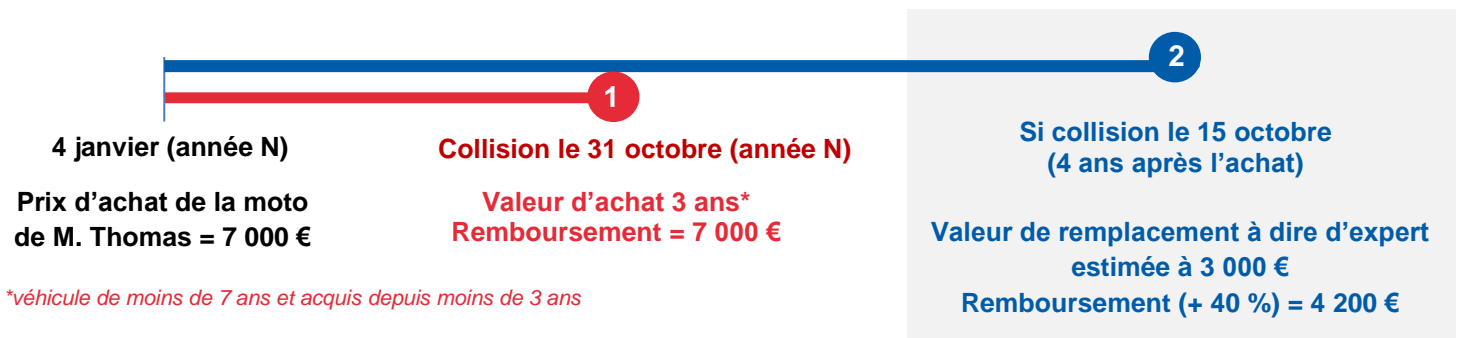 4 janvier (année N)
Prix d'achat de la moto
de M. Thomas = 7 000 €
*véhicule de moins de 7 ans et acquis depuis moins de 3 ans
1
Collision le 31 octobre (année N)
Valeur d'achat 3 ans*
Remboursement = 7 000 €
2
Si collision le 15 octobre
(4 ans après l'achat)
Valeur de remplacement à dire d'expert
estimée à 3 000 €
Remboursement (+ 40 %) = 4 200 €